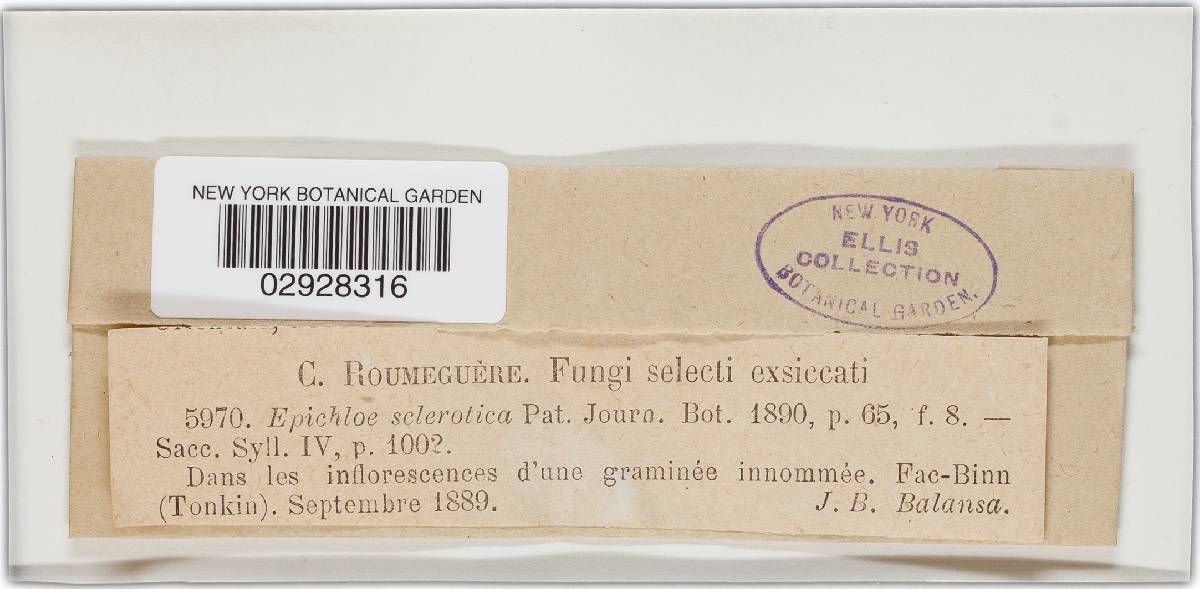 NEW YORK BOTANICAL GARDEN
02928316
NEW YORK
ELLIS
COLLECTION
BOTANICAL GARDEN.
C. ROUMEGUÈRE. Fungi selecti exsiccati
5970. Epichloe sclerotica Pat. Journ. Bot. 1890, p. 65, f. 8. —
Sacc. Syll. IV, p. 1002.
Dans les inflorescences d'une graminée innommée. Fac-Binn
(Tonkin). Septembre 1889. J. B. Balansa.